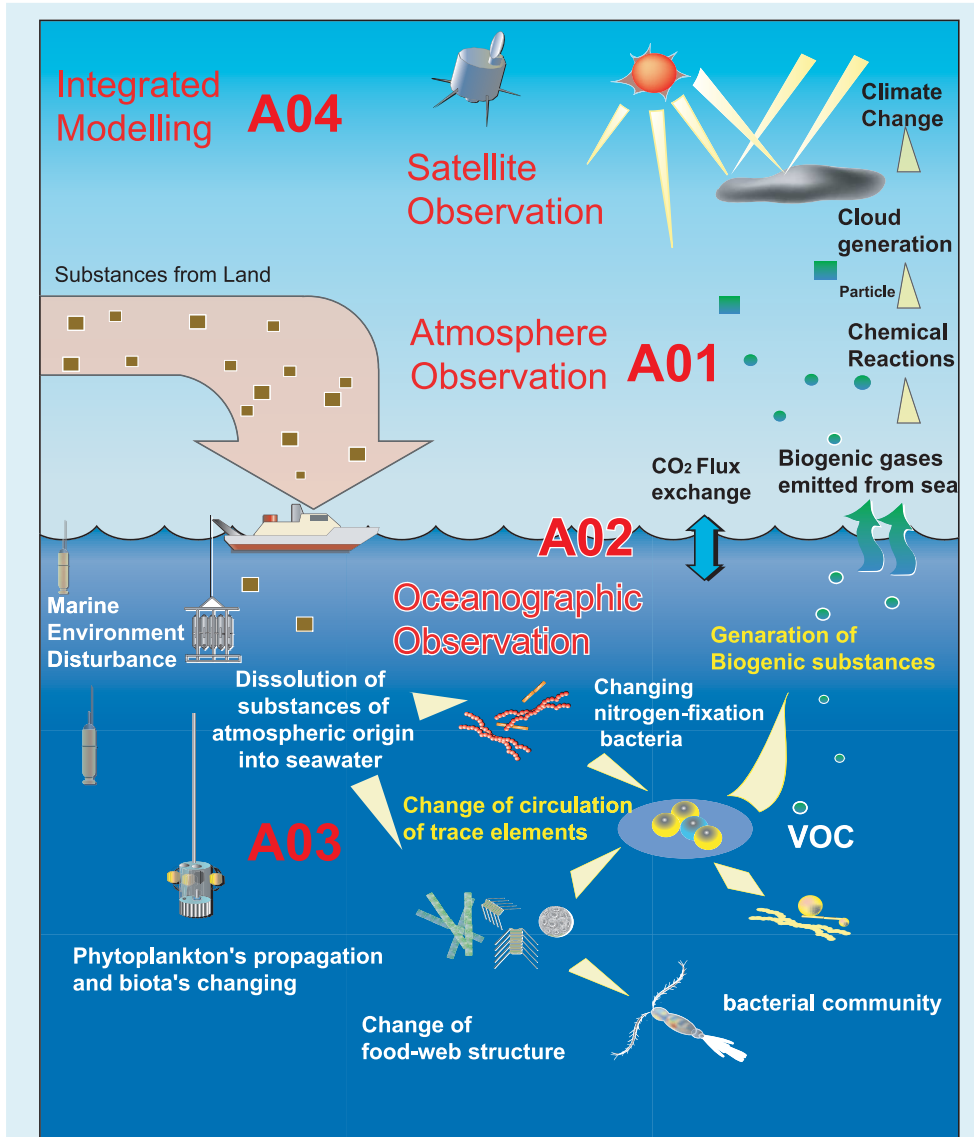 Integrated
Modelling
A04
Satellite
Observation
Climate
Change
Cloud
generation
Particle
Substances from Land
Atmosphere
Observation
A01
Chemical
Reactions
CO₂ Flux
exchange
Biogenic gases
emitted from sea
A02
Oceanographic
Observation
Marine
Environment
Disturbance
Genaration of
Biogenic substances
Dissolution of
substances of
atmospheric origin
into seawater
Changing
nitrogen-fixation
bacteria
Change of circulation
of trace elements
A03
VOC
Phytoplankton's propagation
and biota's changing
bacterial community
Change of
food-web structure